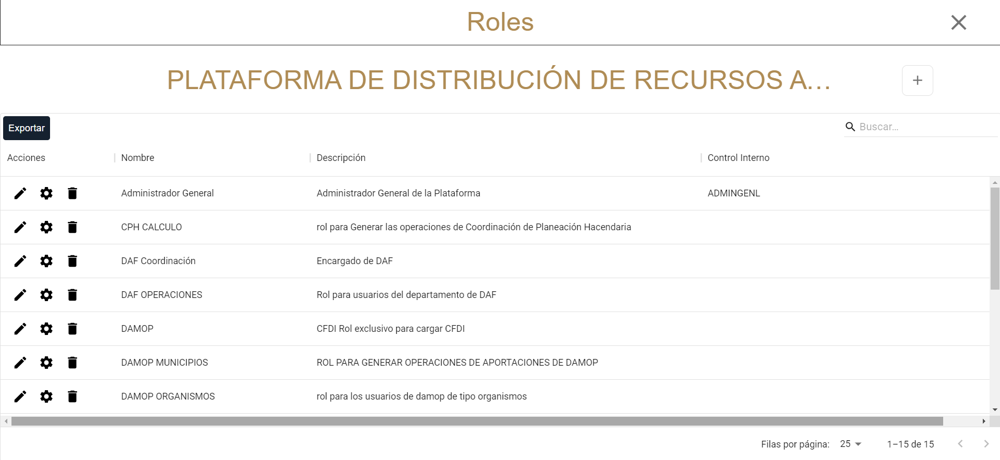 Roles
PLATAFORMA DE DISTRIBUCIÓN DE RECURSOS A...
Exportar
Buscar...
Acciones Nombre Descripción Control Interno
Administrador General Administrador General de la Plataforma ADMINGENL
CPH CALCULO rol para Generar las operaciones de Coordinación de Planeación Hacendaria
DAF Coordinación Encargado de DAF
DAF OPERACIONES Rol para usuarios del departamento de DAF
DAMOP CFDI Rol exclusivo para cargar CFDI
DAMOP MUNICIPIOS ROL PARA GENERAR OPERACIONES DE APORTACIONES DE DAMOP
DAMOP ORGANISMOS rol para los usuarios de damop de tipo organismos
Filas por página: 25 1–15 de 15